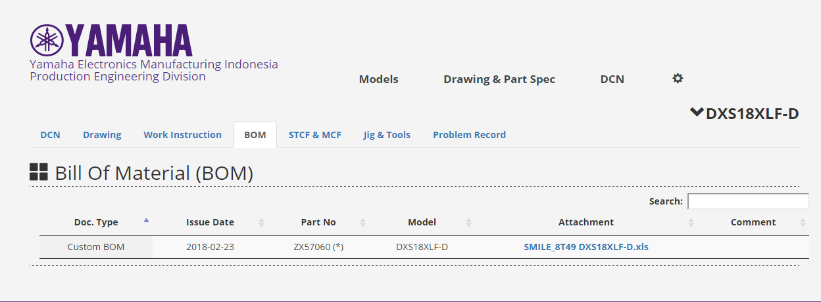 YAMAHA
Yamaha Electronics Manufacturing Indonesia
Production Engineering Division
Models Drawing & Part Spec DCN
DXS18XLF-D
DCN Drawing Work Instruction BOM STCF & MCF Jig & Tools Problem Record
Bill Of Material (BOM)
Search:
Doc. Type Issue Date Part No Model Attachment Comment
Custom BOM 2018-02-23 ZX57060 (*) DXS18XLF-D SMILE_8T49 DXS18XLF-D.xls